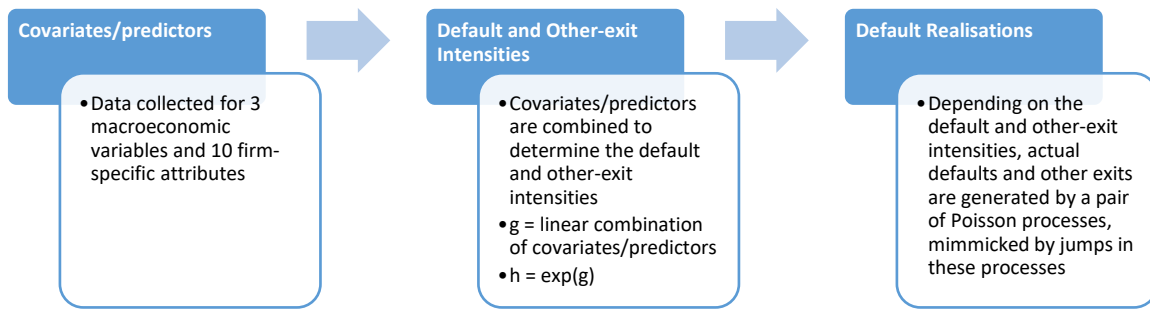 Covariates/predictors
•Data collected for 3
macroeconomic
variables and 10 firm-
specific attributes
Default and Other-exit
Intensities
•Covariates/predictors
are combined to
determine the default
and other-exit
intensities
•g = linear combination
of covariates/predictors
•h = exp(g)
Default Realisations
•Depending on the
default and other-exit
intensities, actual
defaults and other exits
are generated by a pair
of Poisson processes,
mimmicked by jumps in
these processes